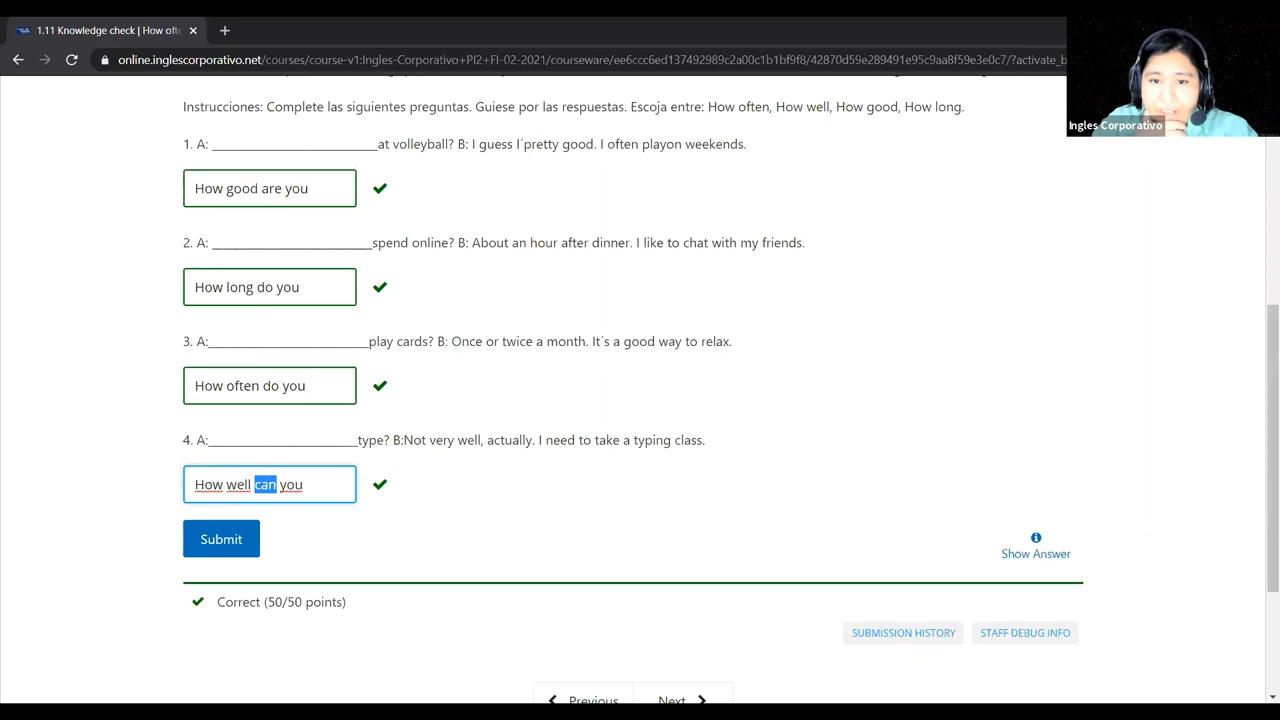 1.11 Knowledge check | How ofte
online.inglescorporativo.net/courses/course-v1:Ingles-Corporativo+PI2+FI-02-2021/courseware/ee6ccc6ed137492989c2a00c1b1bf9f8/42870d59e289491e95c9aa8f59e3e0c7/?activate_b
Ingles Corporativo
Instrucciones: Complete las siguientes preguntas. Guiese por las respuestas. Escoja entre: How often, How well, How good, How long.
1. A: _________________________at volleyball? B: I guess I´pretty good. I often playon weekends.
How good are you
2. A: ________________________spend online? B: About an hour after dinner. I like to chat with my friends.
How long do you
3. A:________________________play cards? B: Once or twice a month. It´s a good way to relax.
How often do you
4. A:______________________type? B:Not very well, actually. I need to take a typing class.
How well can you
Submit
Show Answer
Correct (50/50 points)
SUBMISSION HISTORY
STAFF DEBUG INFO
Previous
Next